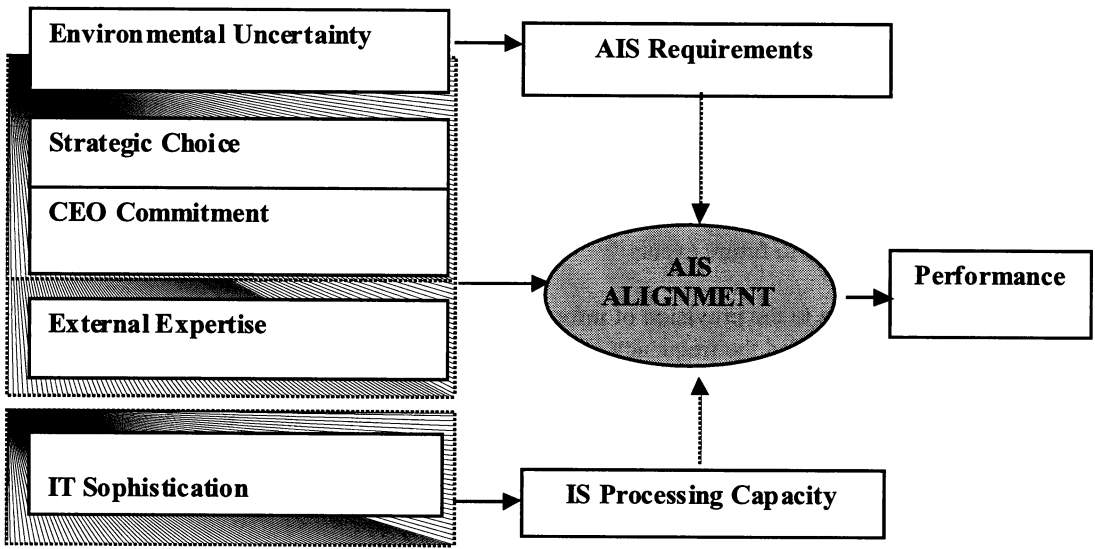 Environmental Uncertainty
AIS Requirements
Strategic Choice
CEO Commitment
External Expertise
AIS
ALIGNMENT
Performance
IT Sophistication
IS Processing Capacity